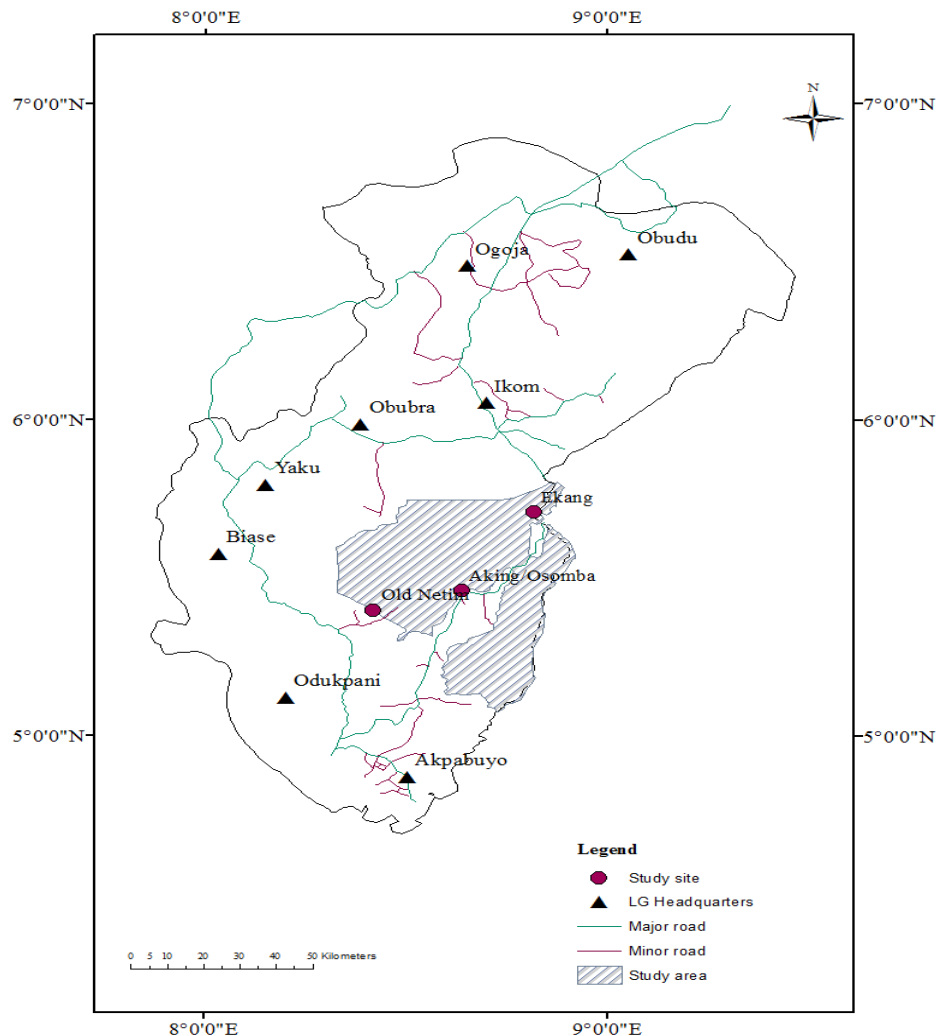 8°0'0"E 9°0'0"E
N
7°0'0"N 7°0'0"N
Obudu
Ogoja
Ikom
Obubra
6°0'0"N 6°0'0"N
Yaku
Ekang
Biase
Aking Osomba
Old Netim
Odukpani
5°0'0"N 5°0'0"N
Akpabuyo
Legend
Study site
LG Headquarters
Major road
Minor road
Study area
0 5 10 20 30 40 50 Kilometers
8°0'0"E 9°0'0"E